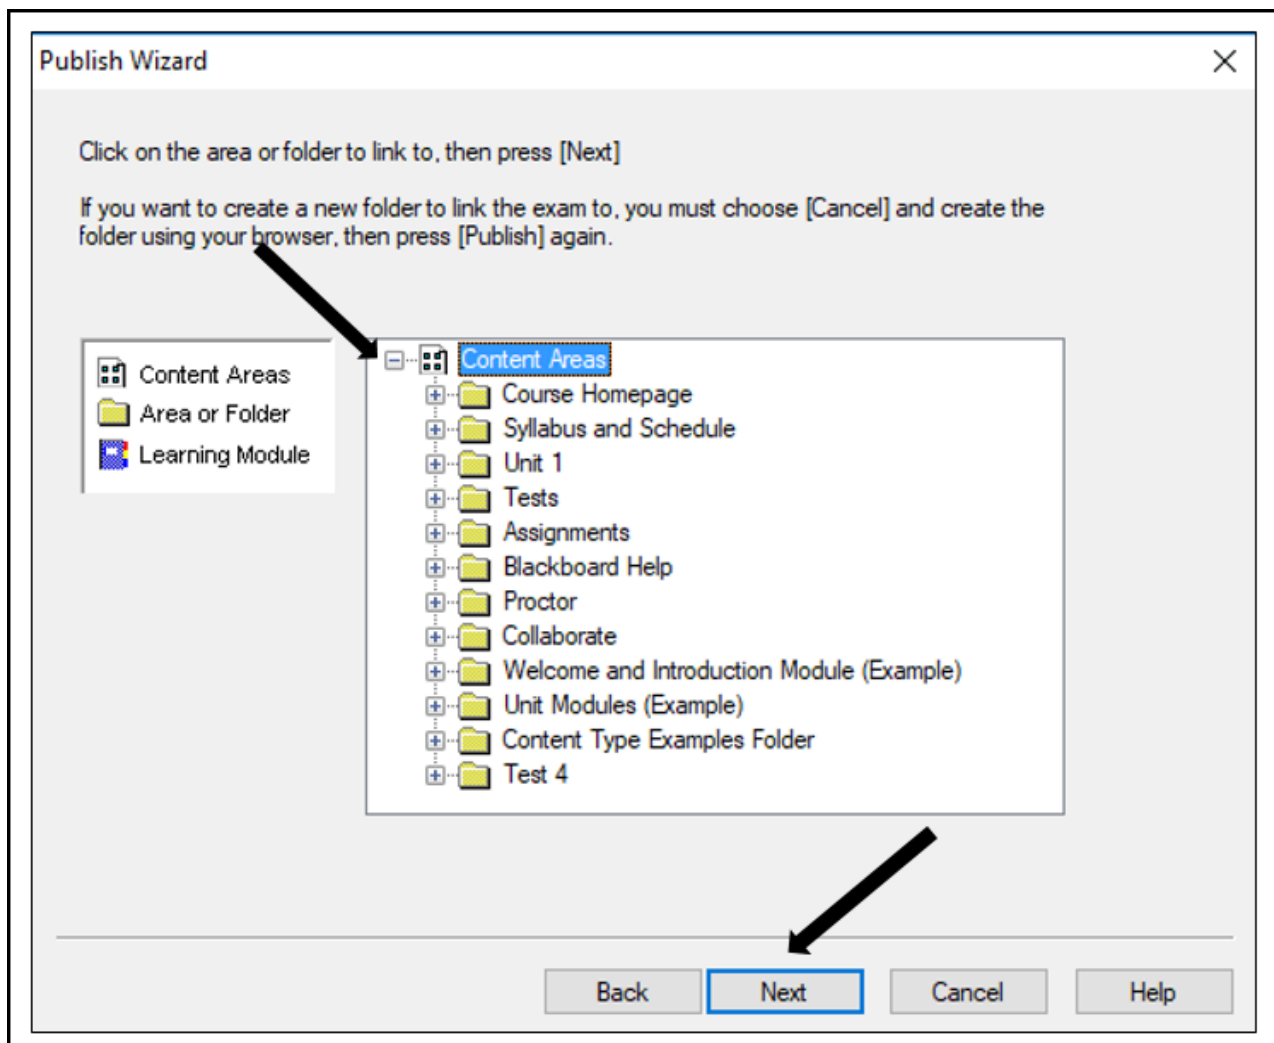 Publish Wizard
Click on the area or folder to link to, then press [Next]
If you want to create a new folder to link the exam to, you must choose [Cancel] and create the
folder using your browser, then press [Publish] again.
Content Areas
Area or Folder
Learning Module
Content Areas
Course Homepage
Syllabus and Schedule
Unit 1
Tests
Assignments
Blackboard Help
Proctor
Collaborate
Welcome and Introduction Module (Example)
Unit Modules (Example)
Content Type Examples Folder
Test 4
Back
Next
Cancel
Help